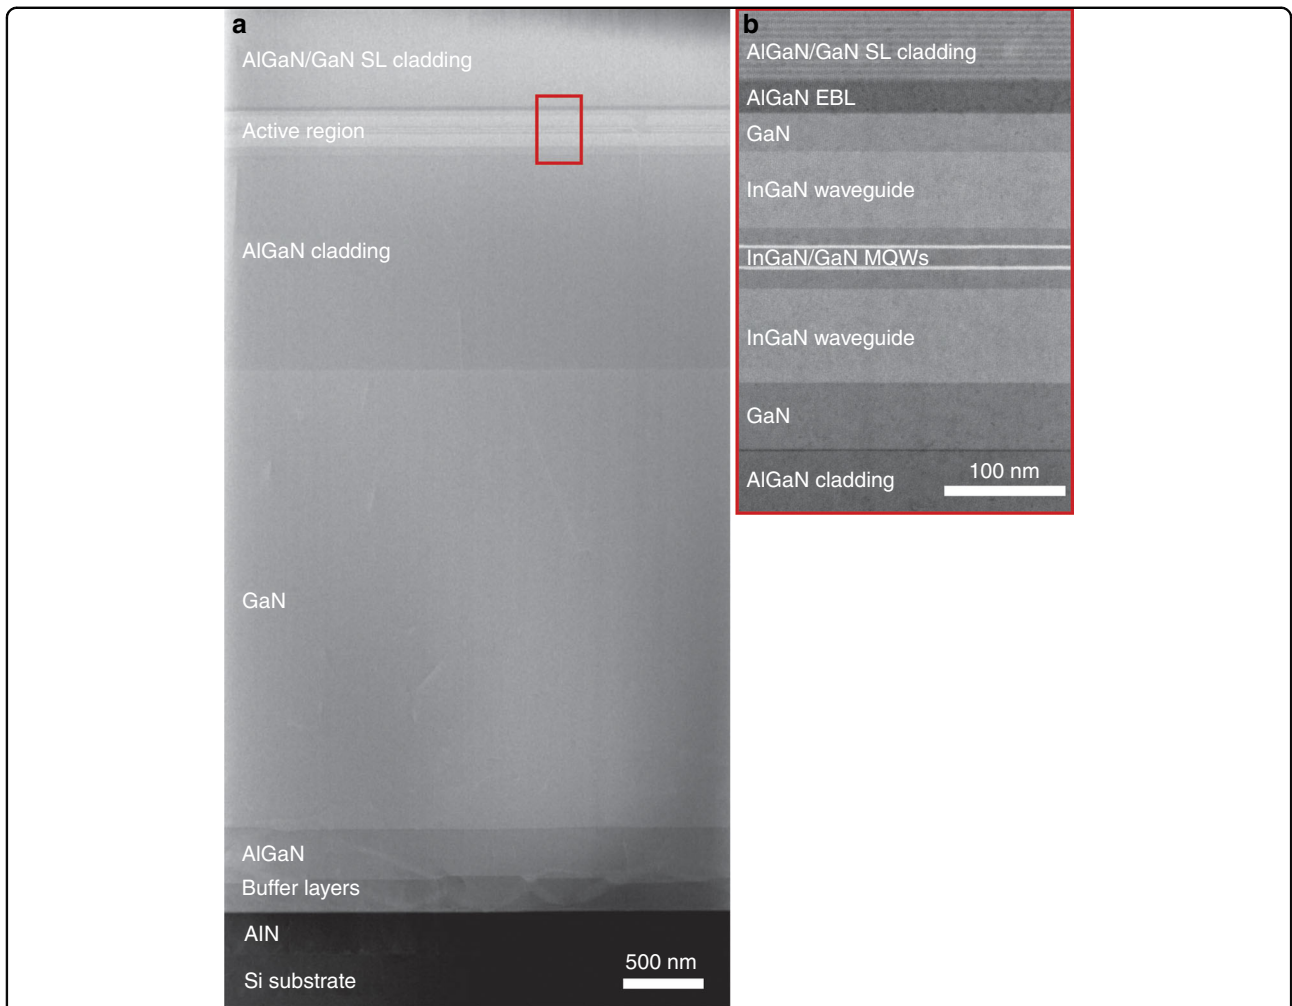 a
AlGaN/GaN SL cladding
Active region
AlGaN cladding
GaN
AlGaN
Buffer layers
AlN
Si substrate
500 nm
b
AlGaN/GaN SL cladding
AlGaN EBL
GaN
InGaN waveguide
InGaN/GaN MQWs
InGaN waveguide
GaN
AlGaN cladding
100 nm